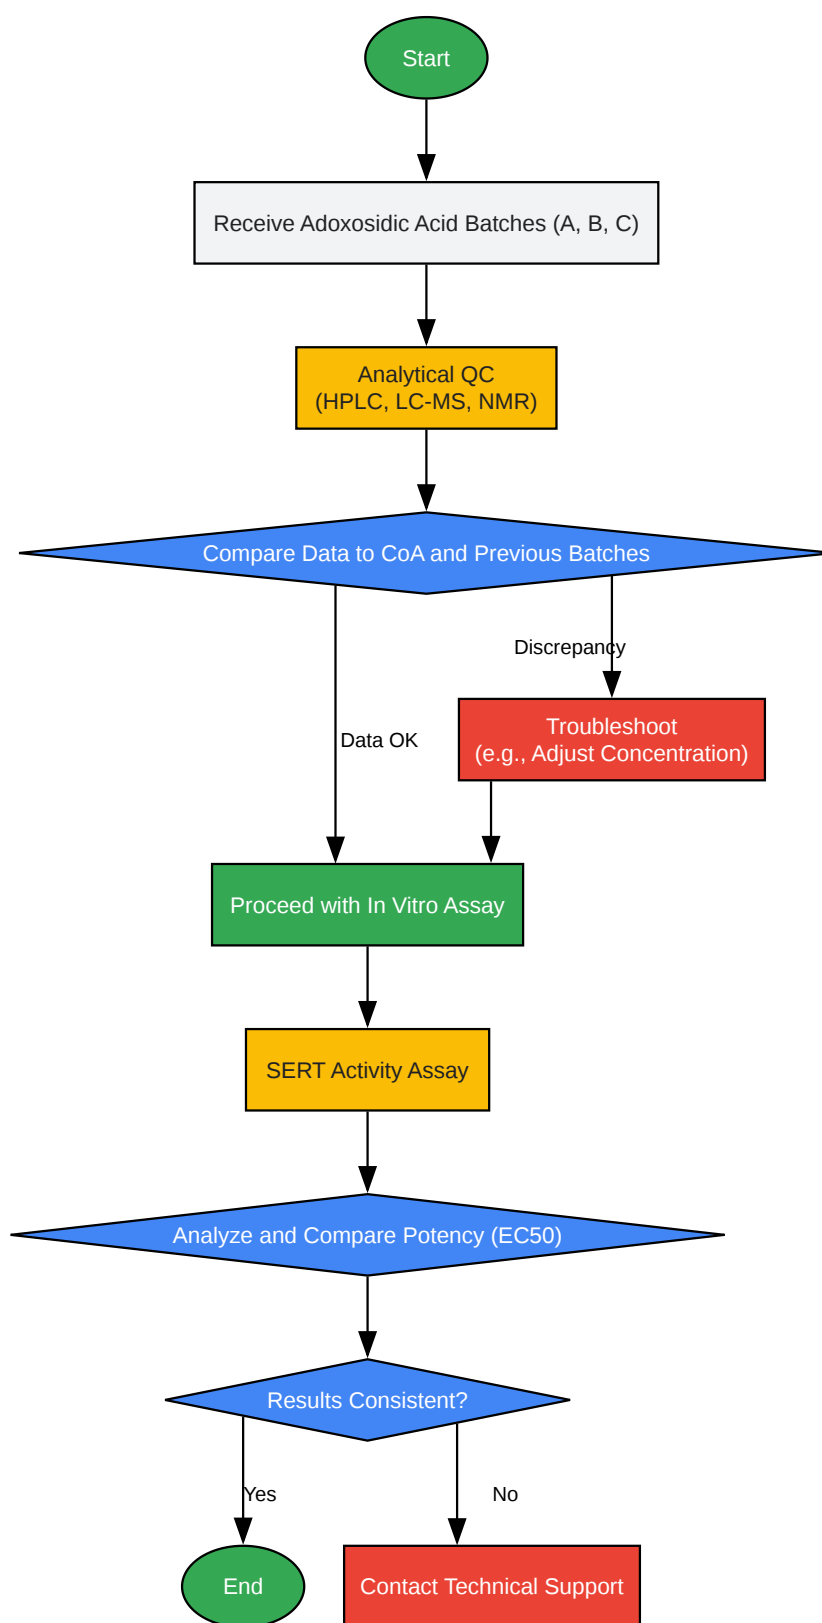 Start
Receive Adoxosidic Acid Batches (A, B, C)
Analytical QC
(HPLC, LC-MS, NMR)
Compare Data to CoA and Previous Batches
Discrepancy
Troubleshoot
(e.g., Adjust Concentration)
Data OK
Proceed with In Vitro Assay
SERT Activity Assay
Analyze and Compare Potency (EC50)
Results Consistent?
Yes
No
End
Contact Technical Support